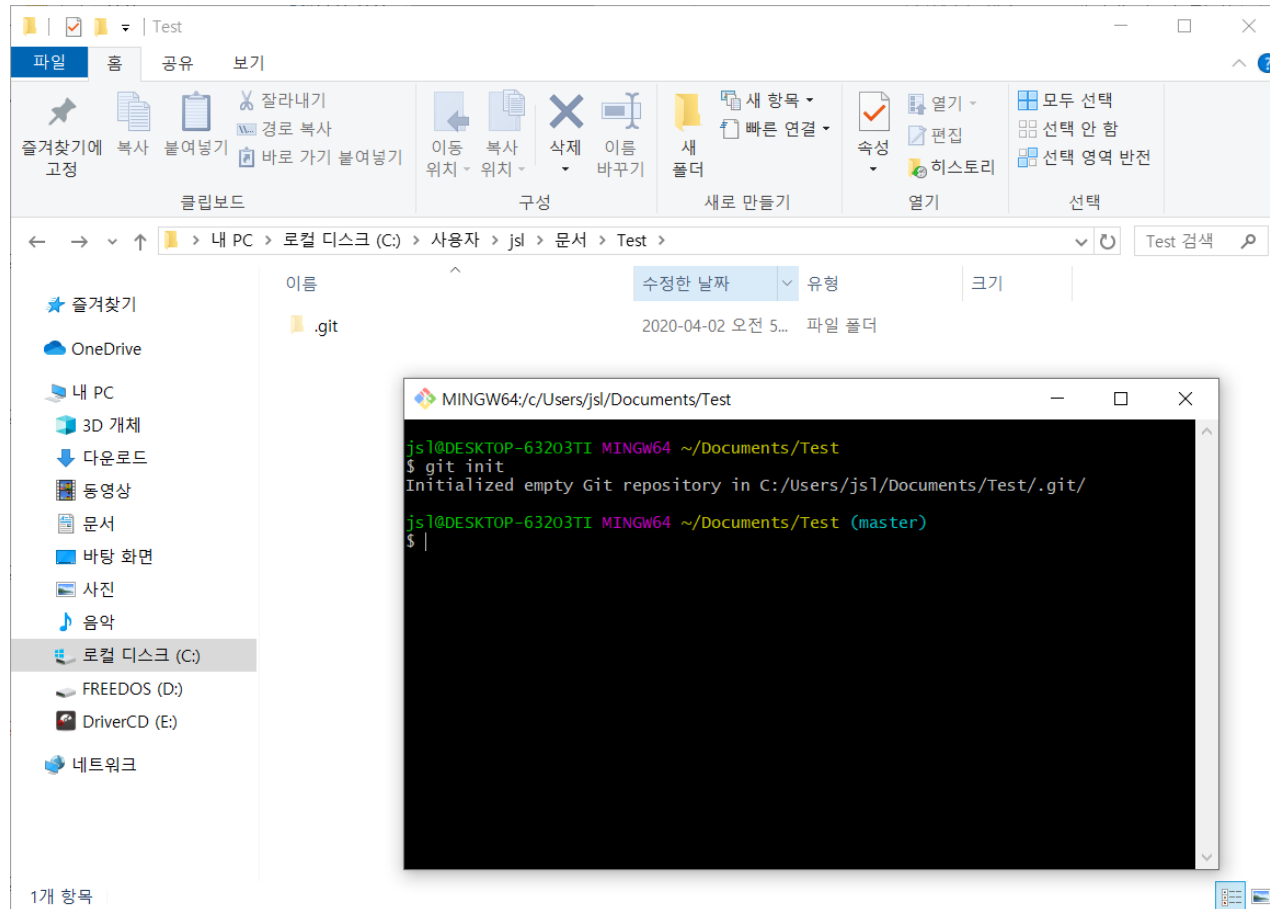 Test
파일 홈 공유 보기
즐겨찾기에 고정
복사
붙여넣기
잘라내기
경로 복사
바로 가기 붙여넣기
이동 위치
복사 위치
삭제
이름 바꾸기
새 폴더
새 항목
빠른 연결
속성
열기
편집
히스토리
모두 선택
선택 안 함
선택 영역 반전
클립보드 구성 새로 만들기 열기 선택
내 PC > 로컬 디스크 (C:) > 사용자 > jsl > 문서 > Test >
Test 검색
이름 수정한 날짜 유형 크기
.git 2020-04-02 오전 5... 파일 폴더
즐겨찾기
OneDrive
내 PC
3D 개체
다운로드
동영상
문서
바탕 화면
사진
음악
로컬 디스크 (C:)
FREEDOS (D:)
DriverCD (E:)
네트워크
1개 항목
MINGW64:/c/Users/jsl/Documents/Test
jsl@DESKTOP-632O3TI MINGW64 ~/Documents/Test
$ git init
Initialized empty Git repository in C:/Users/jsl/Documents/Test/.git/
jsl@DESKTOP-632O3TI MINGW64 ~/Documents/Test (master)
$